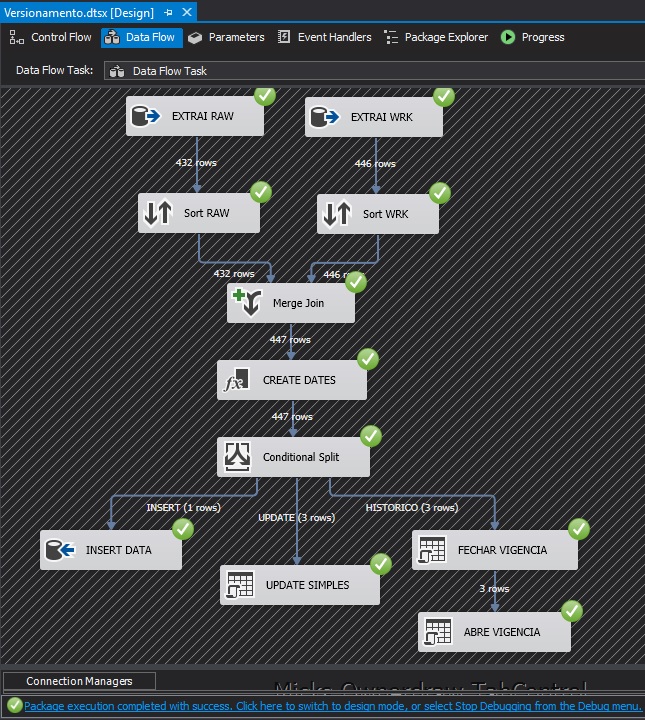 Versionamento.dtsx [Design]
Control Flow Data Flow Parameters Event Handlers Package Explorer Progress
Data Flow Task: Data Flow Task
EXTRAI RAW EXTRAI WRK
432 rows 446 rows
Sort RAW Sort WRK
432 rows 446 rows
Merge Join
447 rows
CREATE DATES
447 rows
Conditional Split
INSERT (1 rows) UPDATE (3 rows) HISTORICO (3 rows)
INSERT DATA FECHAR VIGENCIA
UPDATE SIMPLES
3 rows
ABRE VIGENCIA
Connection Managers
Package execution completed with success. Click here to switch to design mode, or select Stop Debugging from the Debug menu.